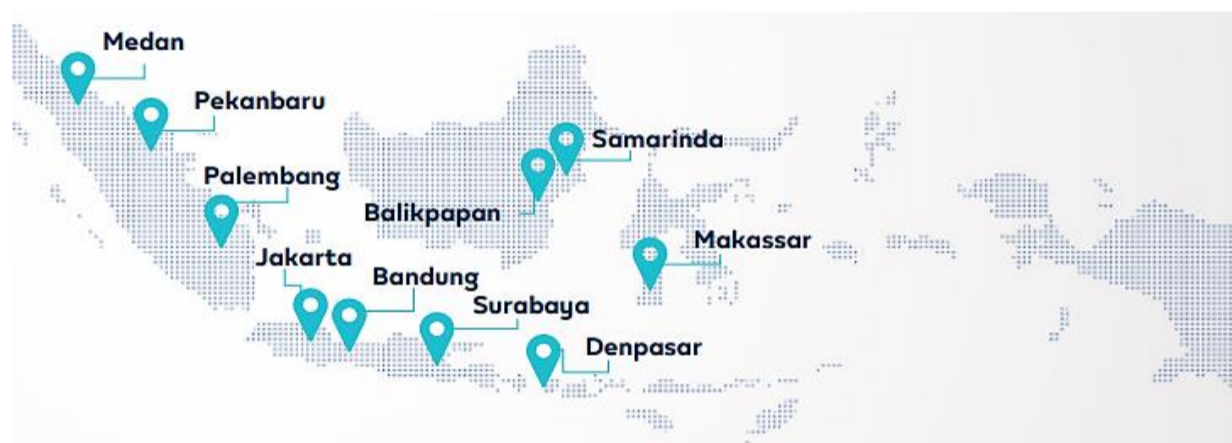 Medan
Pekanbaru
Samarinda
Palembang
Balikpapan
Makassar
Jakarta
Bandung
Surabaya
Denpasar